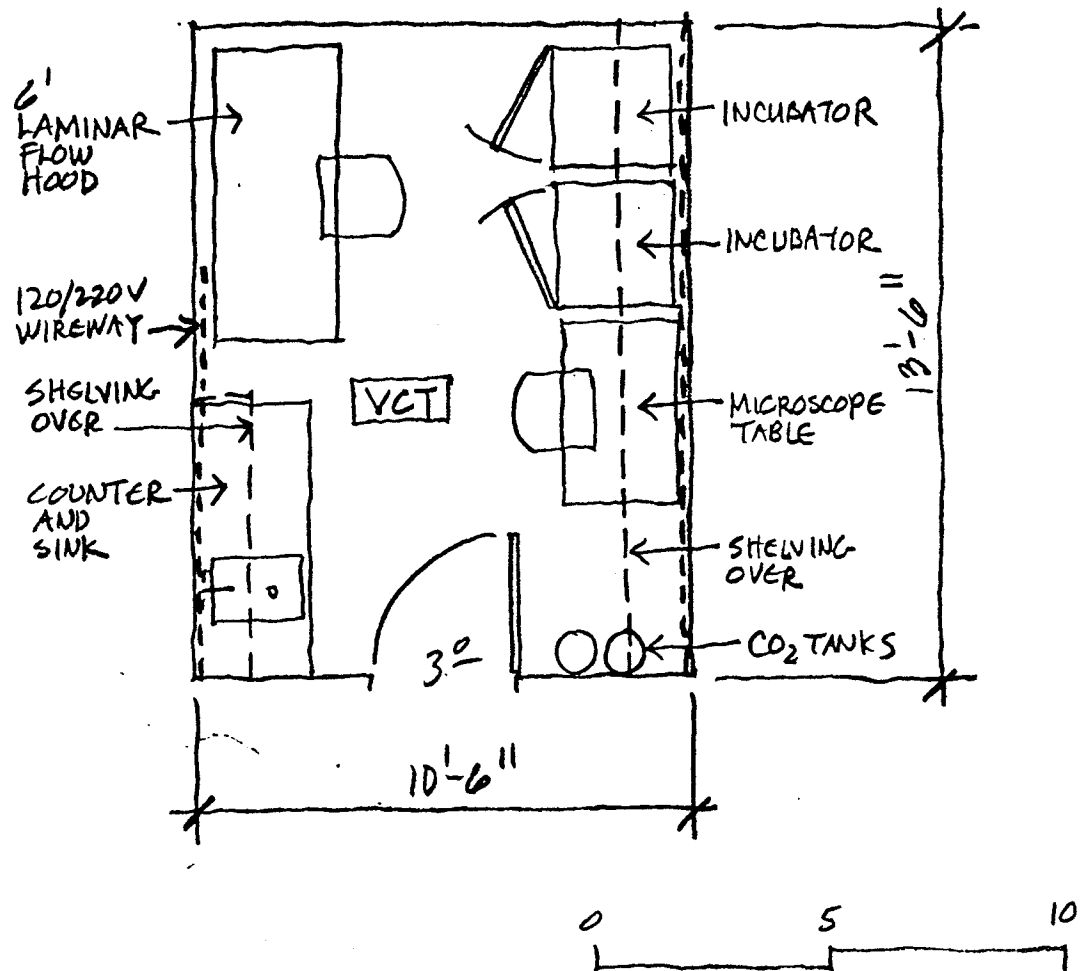 6'
LAMINAR
FLOW
HOOD
120/220V
WIREWAY
SHELVING
OVER
COUNTER
AND
SINK
VCT
3º
INCUBATOR
INCUBATOR
MICROSCOPE
TABLE
SHELVING
OVER
CO₂ TANKS
13'-6"
10'-6"
0 5 10